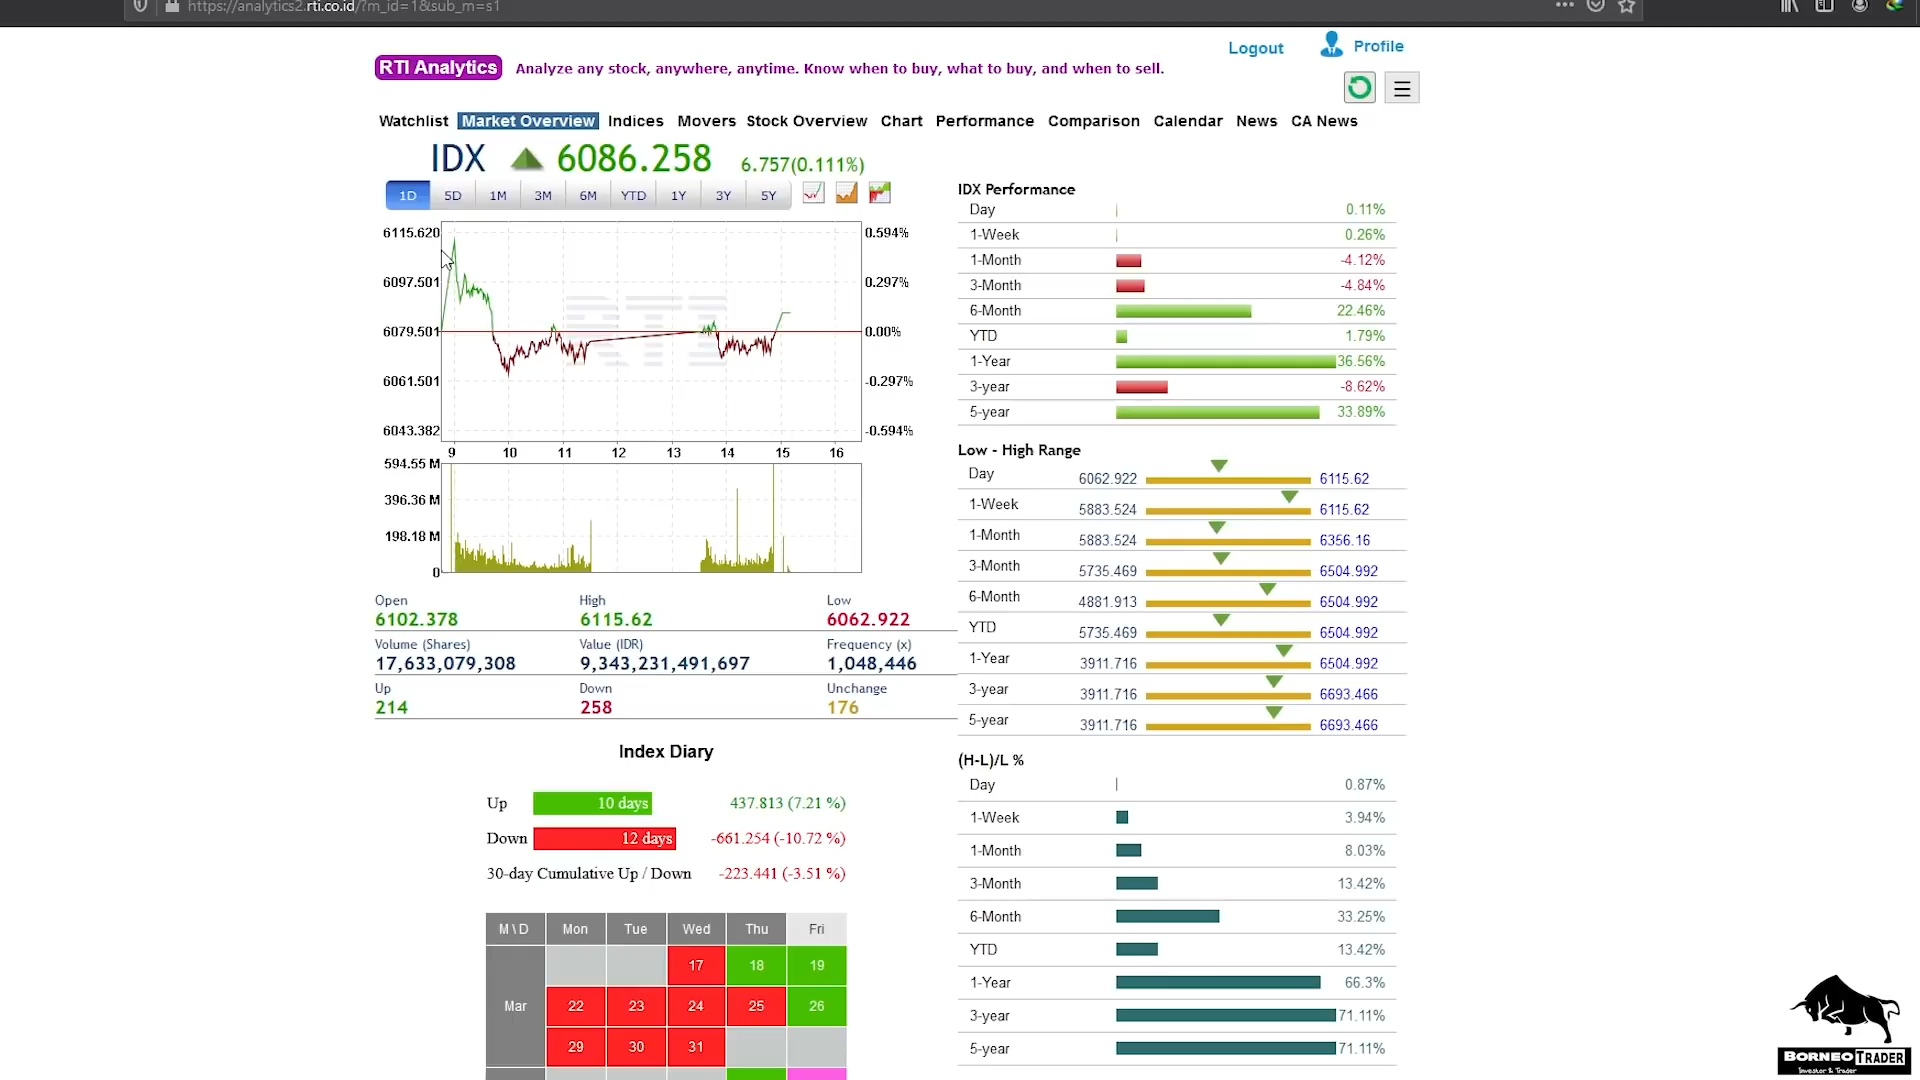 https://analytics2.rti.co.id/?m_id=1&sub_m=s1
Logout Profile
RTI Analytics Analyze any stock, anywhere, anytime. Know when to buy, what to buy, and when to sell.
Watchlist Market Overview Indices Movers Stock Overview Chart Performance Comparison Calendar News CA News
IDX 6086.258 6.757(0.111%)
1D 5D 1M 3M 6M YTD 1Y 3Y 5Y
6115.620 0.594%
6097.501 0.297%
6079.501 0.00%
6061.501 -0.297%
6043.382 -0.594%
RTI
9 10 11 12 13 14 15 16
594.55 M
396.36 M
198.18 M
0
Open High Low
6102.378 6115.62 6062.922
Volume (Shares) Value (IDR) Frequency (x)
17,633,079,308 9,343,231,491,697 1,048,446
Up Down Unchange
214 258 176
Index Diary
Up 10 days 437.813 (7.21 %)
Down 12 days -661.254 (-10.72 %)
30-day Cumulative Up / Down -223.441 (-3.51 %)
M \ D Mon Tue Wed Thu Fri
17 18 19
Mar 22 23 24 25 26
29 30 31
IDX Performance
Day 0.11%
1-Week 0.26%
1-Month -4.12%
3-Month -4.84%
6-Month 22.46%
YTD 1.79%
1-Year 36.56%
3-year -8.62%
5-year 33.89%
Low - High Range
Day 6062.922 6115.62
1-Week 5883.524 6115.62
1-Month 5883.524 6356.16
3-Month 5735.469 6504.992
6-Month 4881.913 6504.992
YTD 5735.469 6504.992
1-Year 3911.716 6504.992
3-year 3911.716 6693.466
5-year 3911.716 6693.466
(H-L)/L %
Day 0.87%
1-Week 3.94%
1-Month 8.03%
3-Month 13.42%
6-Month 33.25%
YTD 13.42%
1-Year 66.3%
3-year 71.11%
5-year 71.11%
BORNEO TRADER
Investor & Trader